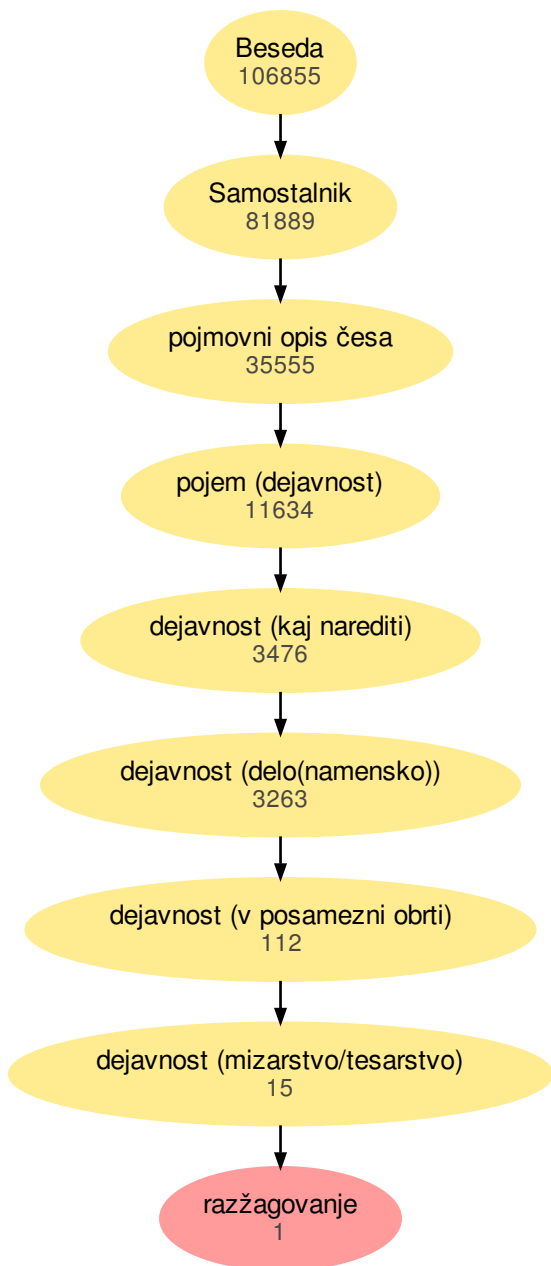 Beseda
106855
Samostalnik
81889
pojmovni opis česa
35555
pojem (dejavnost)
11634
dejavnost (kaj narediti)
3476
dejavnost (delo(namensko))
3263
dejavnost (v posamezni obrti)
112
dejavnost (mizarstvo/tesarstvo)
15
razžagovanje
1